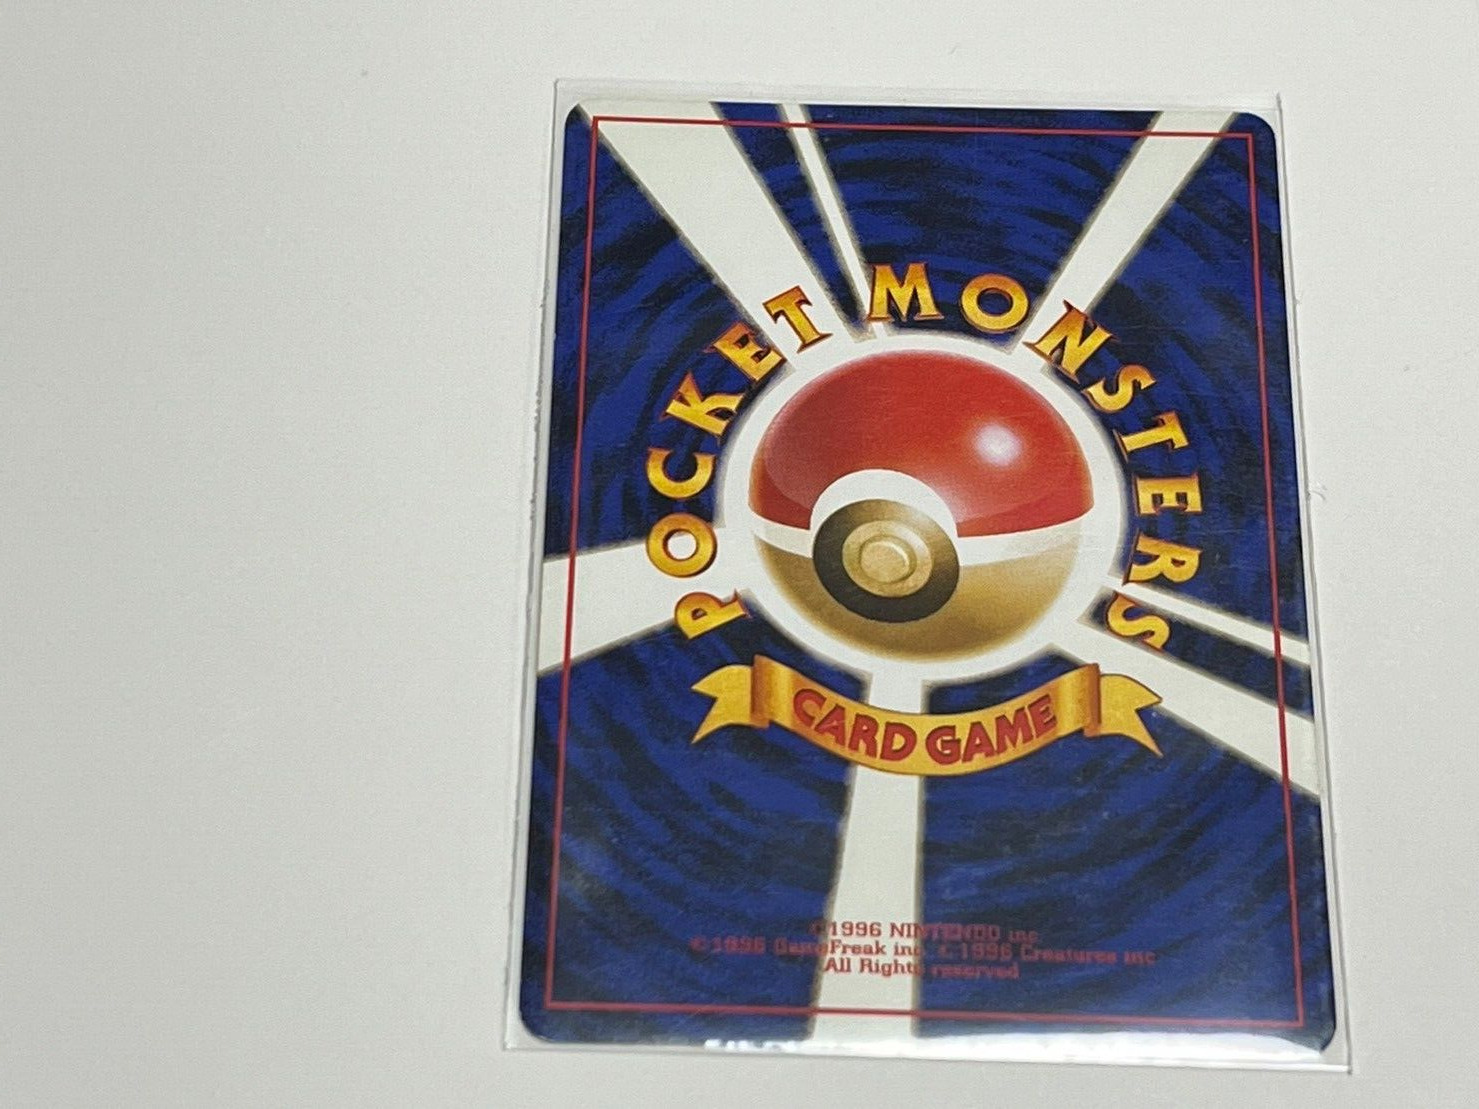 POCKET MONSTERS
CARD GAME
©1996 NINTENDO inc
©1996 GameFreak inc. ©1996 Creatures inc
All Rights reserved